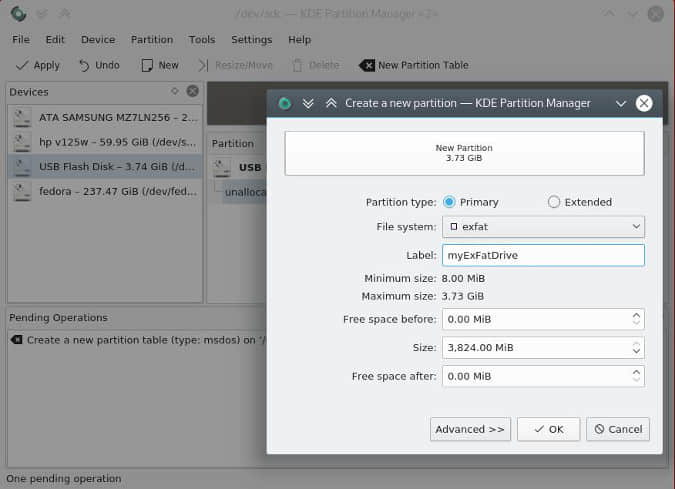 /dev/sdc — KDE Partition Manager <2>
File Edit Device Partition Tools Settings Help
Apply Undo New Resize/Move Delete New Partition Table
Devices
ATA SAMSUNG MZ7LN256 – 2...
hp v125w – 59.95 GiB (/dev/s...
USB Flash Disk – 3.74 GiB (/d...
fedora – 237.47 GiB (/dev/fed...
Partition
USB
unalloca
Pending Operations
Create a new partition table (type: msdos) on ‘/
One pending operation
Create a new partition — KDE Partition Manager
New Partition
3.73 GiB
Partition type: Primary Extended
File system: exfat
Label: myExFatDrive
Minimum size: 8.00 MiB
Maximum size: 3.73 GiB
Free space before: 0.00 MiB
Size: 3,824.00 MiB
Free space after: 0.00 MiB
Advanced >> OK Cancel